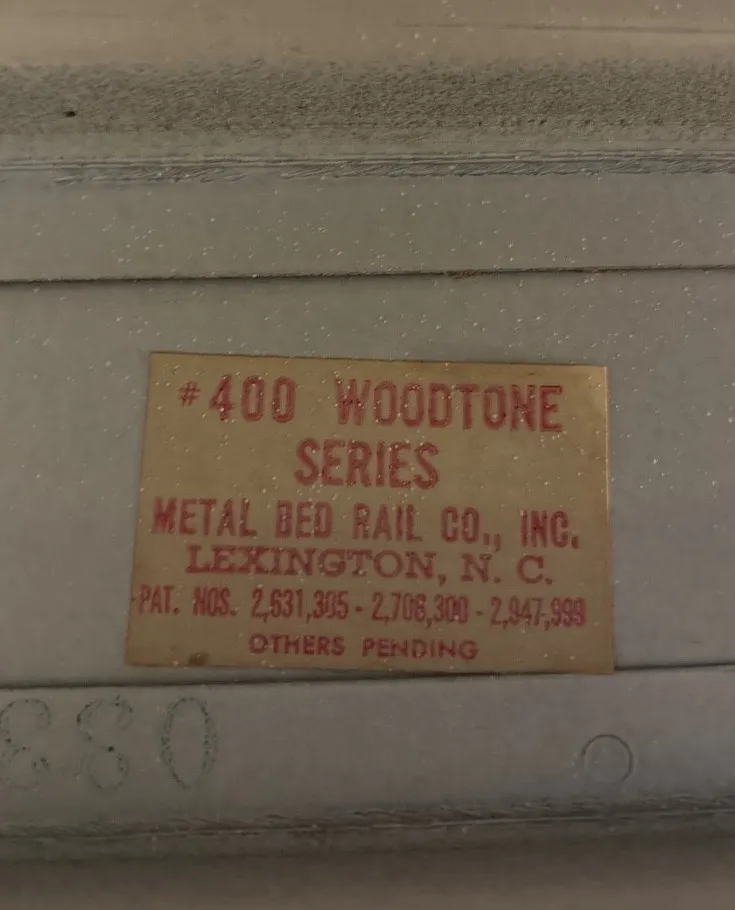 #400 WOODTONE
SERIES
METAL BED RAIL CO., INC.
LEXINGTON, N. C.
PAT. NOS. 2,631,305 - 2,706,300 - 2,947,999
OTHERS PENDING